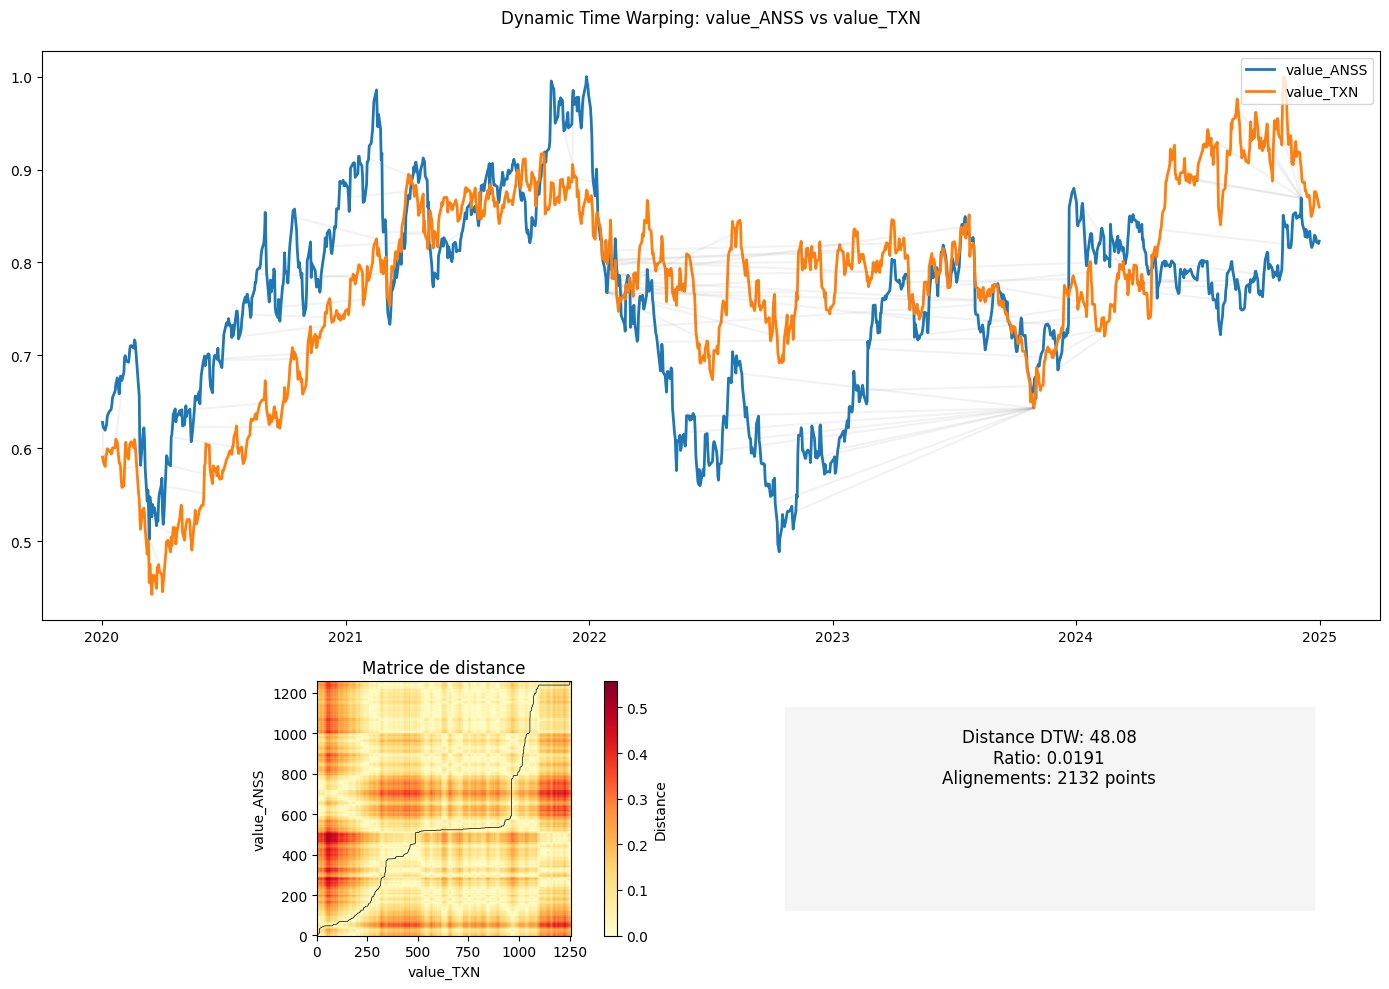 Dynamic Time Warping: value_ANSS vs value_TXN
value_ANSS
value_TXN
1.0
0.9
0.8
0.7
0.6
0.5
2020 2021 2022 2023 2024 2025
Matrice de distance
value_ANSS
1200
1000
800
600
400
200
0
0 250 500 750 1000 1250
value_TXN
0.5
0.4
0.3
0.2
0.1
0.0
Distance
Distance DTW: 48.08
Ratio: 0.0191
Alignements: 2132 points